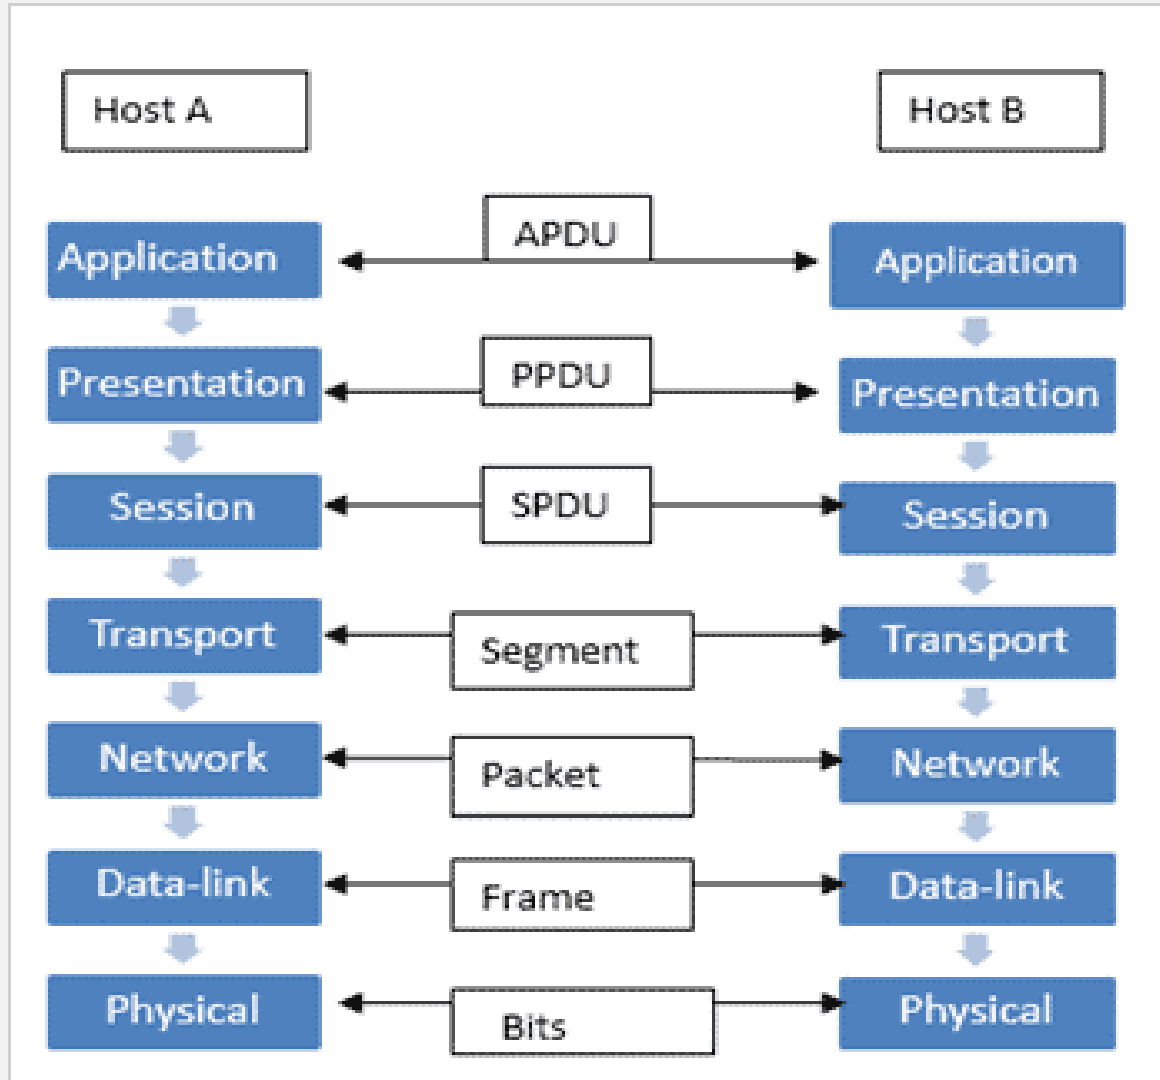 Host A
Host B
APDU
Application
Application
PPDU
Presentation
Presentation
SPDU
Session
Session
Transport
Segment
Transport
Network
Packet
Network
Data-link
Frame
Data-link
Physical
Bits
Physical